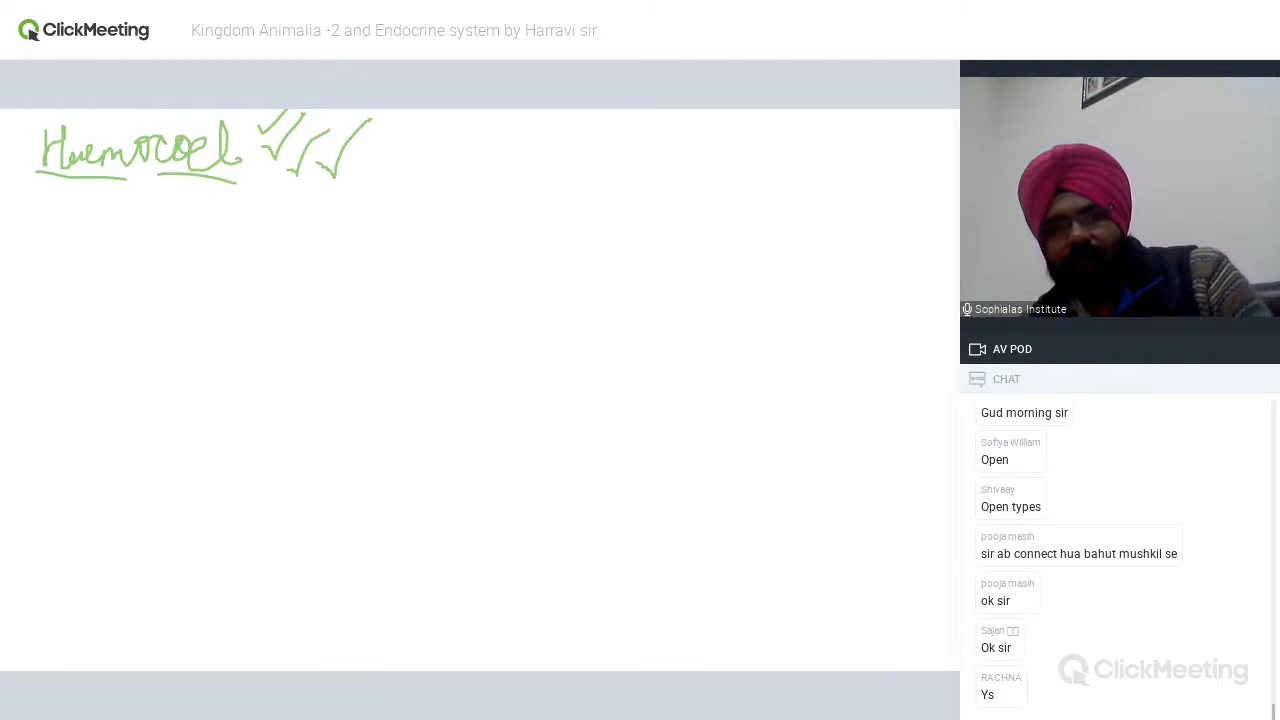 ClickMeeting
Kingdom Animalia -2 and Endocrine system by Harravi sir
Haemocoel
Sophialas Institute
AV POD
CHAT
Gud morning sir
Sofiya William
Open
Shivaay
Open types
pooja masih
sir ab connect hua bahut mushkil se
pooja masih
ok sir
Sajan
Ok sir
RACHNA
Ys
ClickMeeting